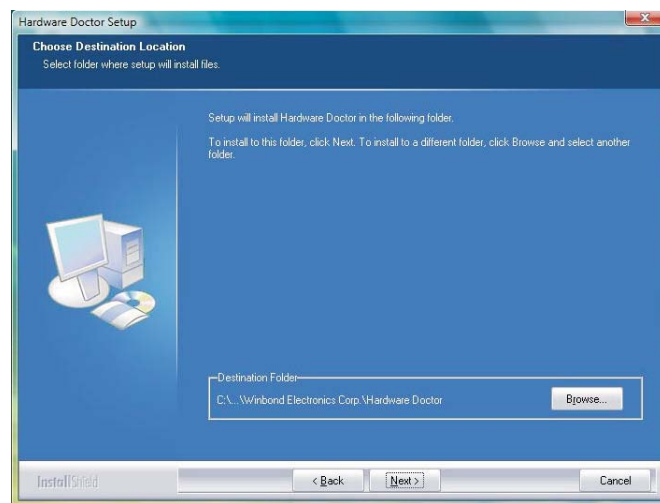 Hardware Doctor Setup
Choose Destination Location
Select folder where setup will install files.
Setup will install Hardware Doctor in the following folder.
To install to this folder, click Next. To install to a different folder, click Browse and select another
folder.
Destination Folder
C:\...\Winbond Electronics Corp.\Hardware Doctor
Browse...
InstallShield
< Back
Next >
Cancel